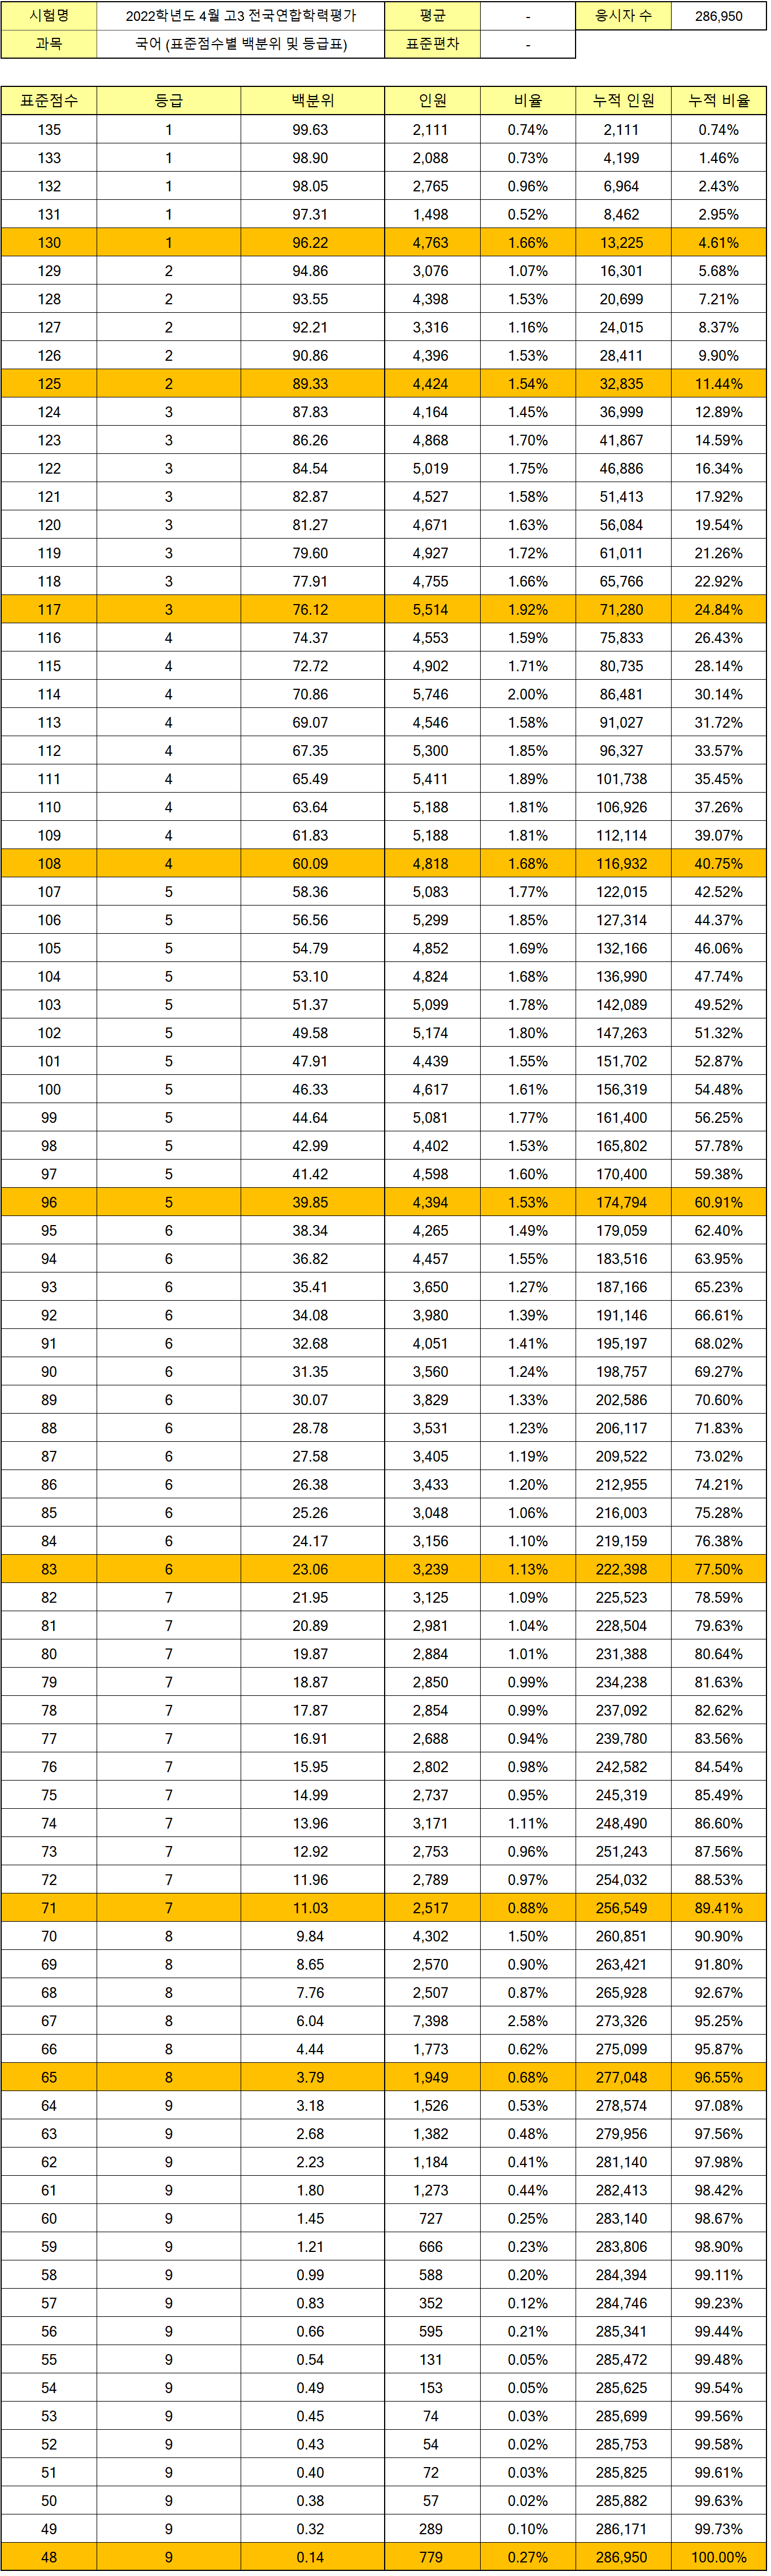 시험명 2022학년도 4월 고3 전국연합학력평가 평균 - 응시자 수 286,950
과목 국어 (표준점수별 백분위 및 등급표) 표준편차 -
표준점수 등급 백분위 인원 비율 누적 인원 누적 비율
135 1 99.63 2,111 0.74% 2,111 0.74%
133 1 98.90 2,088 0.73% 4,199 1.46%
132 1 98.05 2,765 0.96% 6,964 2.43%
131 1 97.31 1,498 0.52% 8,462 2.95%
130 1 96.22 4,763 1.66% 13,225 4.61%
129 2 94.86 3,076 1.07% 16,301 5.68%
128 2 93.55 4,398 1.53% 20,699 7.21%
127 2 92.21 3,316 1.16% 24,015 8.37%
126 2 90.86 4,396 1.53% 28,411 9.90%
125 2 89.33 4,424 1.54% 32,835 11.44%
124 3 87.83 4,164 1.45% 36,999 12.89%
123 3 86.26 4,868 1.70% 41,867 14.59%
122 3 84.54 5,019 1.75% 46,886 16.34%
121 3 82.87 4,527 1.58% 51,413 17.92%
120 3 81.27 4,671 1.63% 56,084 19.54%
119 3 79.60 4,927 1.72% 61,011 21.26%
118 3 77.91 4,755 1.66% 65,766 22.92%
117 3 76.12 5,514 1.92% 71,280 24.84%
116 4 74.37 4,553 1.59% 75,833 26.43%
115 4 72.72 4,902 1.71% 80,735 28.14%
114 4 70.86 5,746 2.00% 86,481 30.14%
113 4 69.07 4,546 1.58% 91,027 31.72%
112 4 67.35 5,300 1.85% 96,327 33.57%
111 4 65.49 5,411 1.89% 101,738 35.45%
110 4 63.64 5,188 1.81% 106,926 37.26%
109 4 61.83 5,188 1.81% 112,114 39.07%
108 4 60.09 4,818 1.68% 116,932 40.75%
107 5 58.36 5,083 1.77% 122,015 42.52%
106 5 56.56 5,299 1.85% 127,314 44.37%
105 5 54.79 4,852 1.69% 132,166 46.06%
104 5 53.10 4,824 1.68% 136,990 47.74%
103 5 51.37 5,099 1.78% 142,089 49.52%
102 5 49.58 5,174 1.80% 147,263 51.32%
101 5 47.91 4,439 1.55% 151,702 52.87%
100 5 46.33 4,617 1.61% 156,319 54.48%
99 5 44.64 5,081 1.77% 161,400 56.25%
98 5 42.99 4,402 1.53% 165,802 57.78%
97 5 41.42 4,598 1.60% 170,400 59.38%
96 5 39.85 4,394 1.53% 174,794 60.91%
95 6 38.34 4,265 1.49% 179,059 62.40%
94 6 36.82 4,457 1.55% 183,516 63.95%
93 6 35.41 3,650 1.27% 187,166 65.23%
92 6 34.08 3,980 1.39% 191,146 66.61%
91 6 32.68 4,051 1.41% 195,197 68.02%
90 6 31.35 3,560 1.24% 198,757 69.27%
89 6 30.07 3,829 1.33% 202,586 70.60%
88 6 28.78 3,531 1.23% 206,117 71.83%
87 6 27.58 3,405 1.19% 209,522 73.02%
86 6 26.38 3,433 1.20% 212,955 74.21%
85 6 25.26 3,048 1.06% 216,003 75.28%
84 6 24.17 3,156 1.10% 219,159 76.38%
83 6 23.06 3,239 1.13% 222,398 77.50%
82 7 21.95 3,125 1.09% 225,523 78.59%
81 7 20.89 2,981 1.04% 228,504 79.63%
80 7 19.87 2,884 1.01% 231,388 80.64%
79 7 18.87 2,850 0.99% 234,238 81.63%
78 7 17.87 2,854 0.99% 237,092 82.62%
77 7 16.91 2,688 0.94% 239,780 83.56%
76 7 15.95 2,802 0.98% 242,582 84.54%
75 7 14.99 2,737 0.95% 245,319 85.49%
74 7 13.96 3,171 1.11% 248,490 86.60%
73 7 12.92 2,753 0.96% 251,243 87.56%
72 7 11.96 2,789 0.97% 254,032 88.53%
71 7 11.03 2,517 0.88% 256,549 89.41%
70 8 9.84 4,302 1.50% 260,851 90.90%
69 8 8.65 2,570 0.90% 263,421 91.80%
68 8 7.76 2,507 0.87% 265,928 92.67%
67 8 6.04 7,398 2.58% 273,326 95.25%
66 8 4.44 1,773 0.62% 275,099 95.87%
65 8 3.79 1,949 0.68% 277,048 96.55%
64 9 3.18 1,526 0.53% 278,574 97.08%
63 9 2.68 1,382 0.48% 279,956 97.56%
62 9 2.23 1,184 0.41% 281,140 97.98%
61 9 1.80 1,273 0.44% 282,413 98.42%
60 9 1.45 727 0.25% 283,140 98.67%
59 9 1.21 666 0.23% 283,806 98.90%
58 9 0.99 588 0.20% 284,394 99.11%
57 9 0.83 352 0.12% 284,746 99.23%
56 9 0.66 595 0.21% 285,341 99.44%
55 9 0.54 131 0.05% 285,472 99.48%
54 9 0.49 153 0.05% 285,625 99.54%
53 9 0.45 74 0.03% 285,699 99.56%
52 9 0.43 54 0.02% 285,753 99.58%
51 9 0.40 72 0.03% 285,825 99.61%
50 9 0.38 57 0.02% 285,882 99.63%
49 9 0.32 289 0.10% 286,171 99.73%
48 9 0.14 779 0.27% 286,950 100.00%